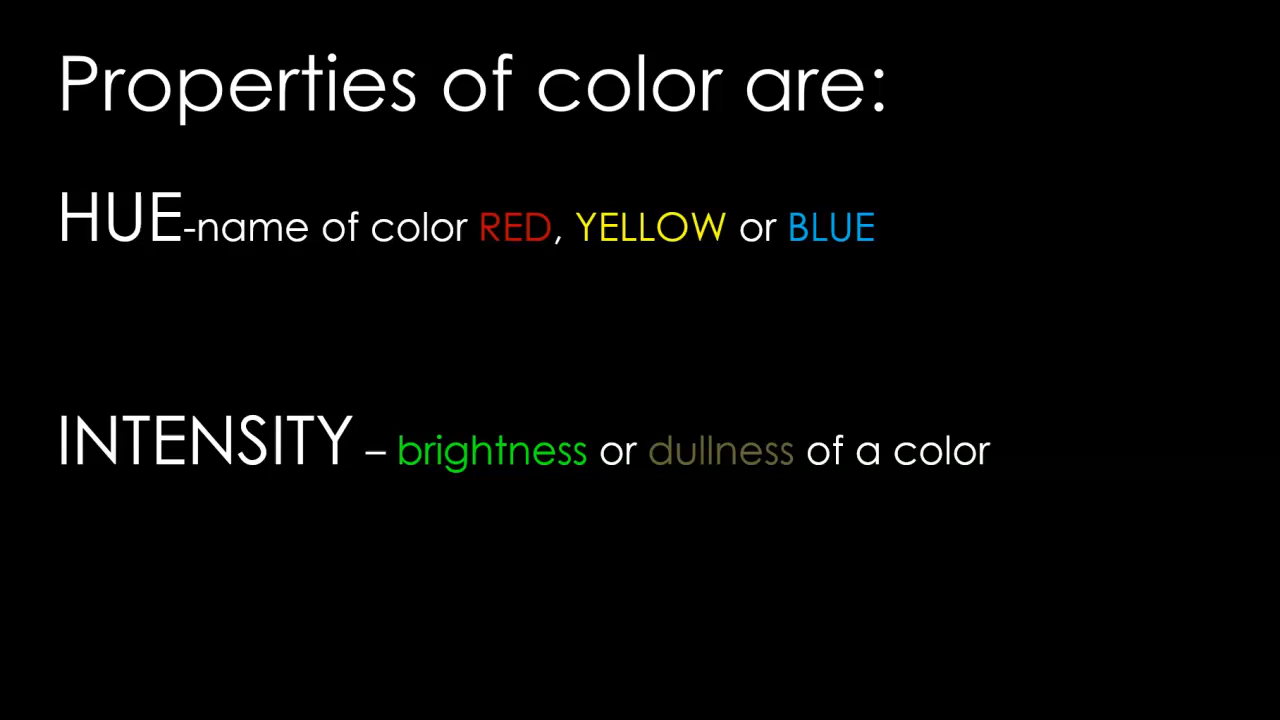 Properties of color are:
HUE-name of color RED, YELLOW or BLUE
INTENSITY – brightness or dullness of a color